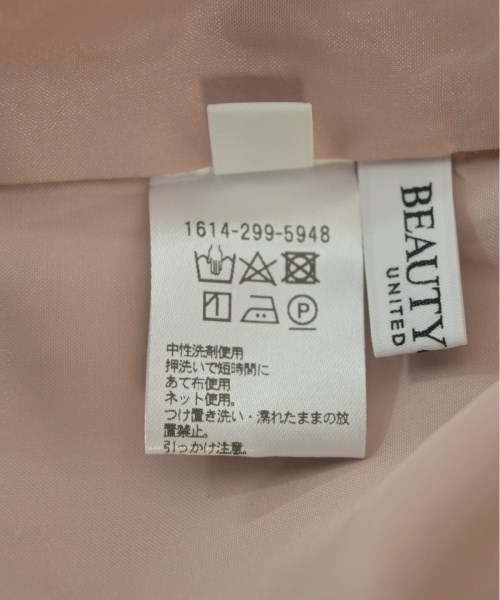 1614-299-5948
P
中性洗剤使用
押洗いで短時間に
あて布使用
ネット使用。
つけ置き洗い・濡れたままの放
置禁止。
引っかけ注意。
BEAUTY
UNITED